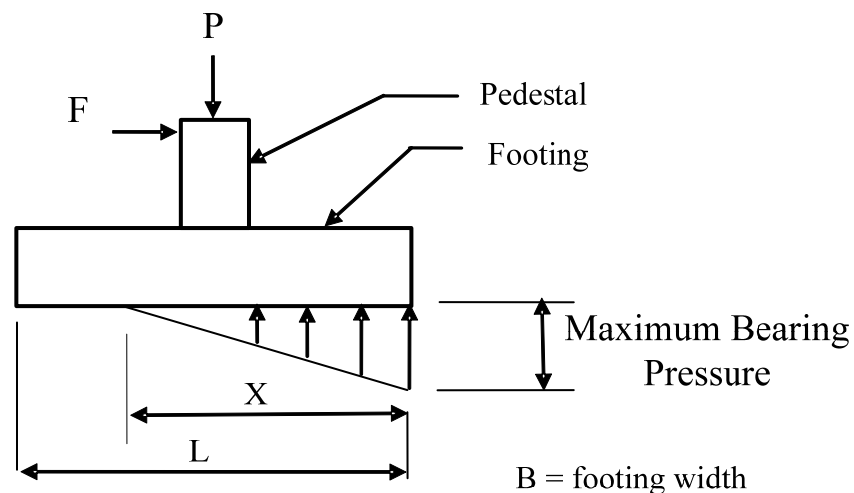 P
F
Pedestal
Footing
Maximum Bearing
Pressure
X
L
B = footing width